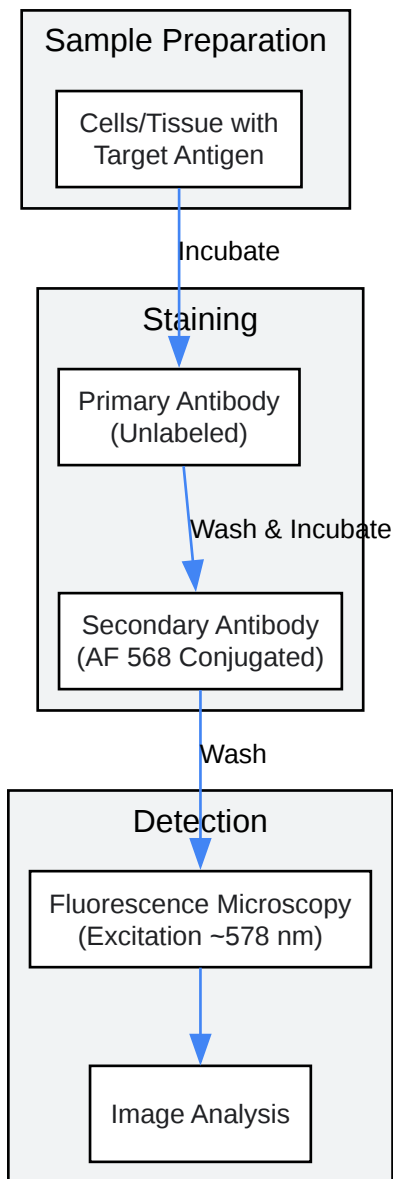 Sample Preparation
Cells/Tissue with
Target Antigen
Incubate
Staining
Primary Antibody
(Unlabeled)
Wash & Incubate
Secondary Antibody
(AF 568 Conjugated)
Wash
Detection
Fluorescence Microscopy
(Excitation ~578 nm)
Image Analysis